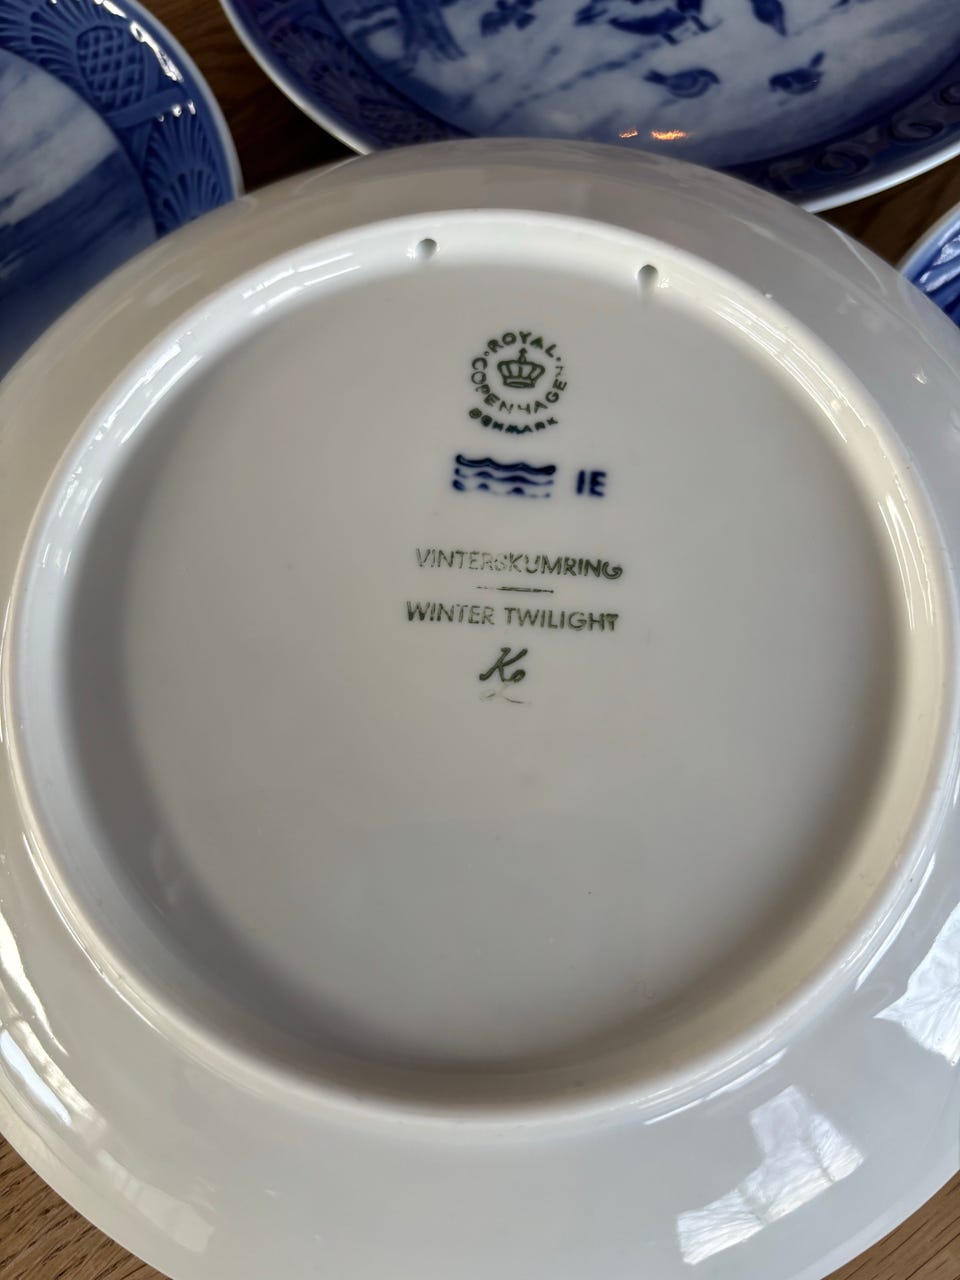 ROYAL
COPENHAGEN
DENMARK
IE
VINTERSKUMRING
WINTER TWILIGHT